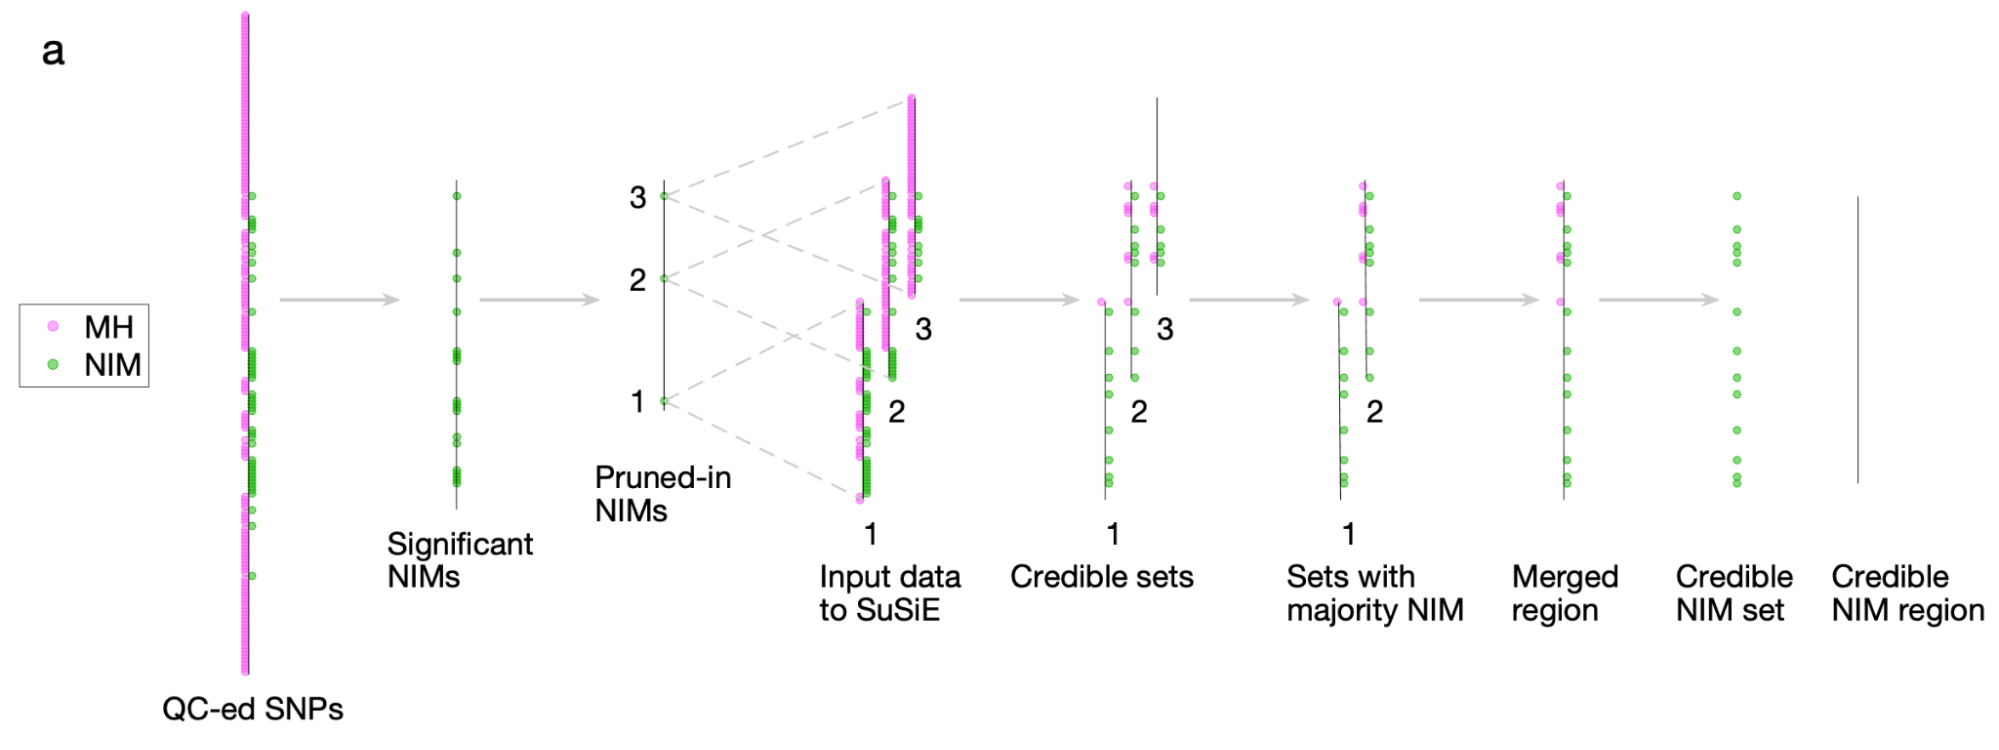 a
MH
NIM
QC-ed SNPs
Significant
NIMs
3
2
1
Pruned-in
NIMs
3
2
1
Input data
to SuSiE
3
2
1
Credible sets
2
1
Sets with
majority NIM
Merged
region
Credible
NIM set
Credible
NIM region